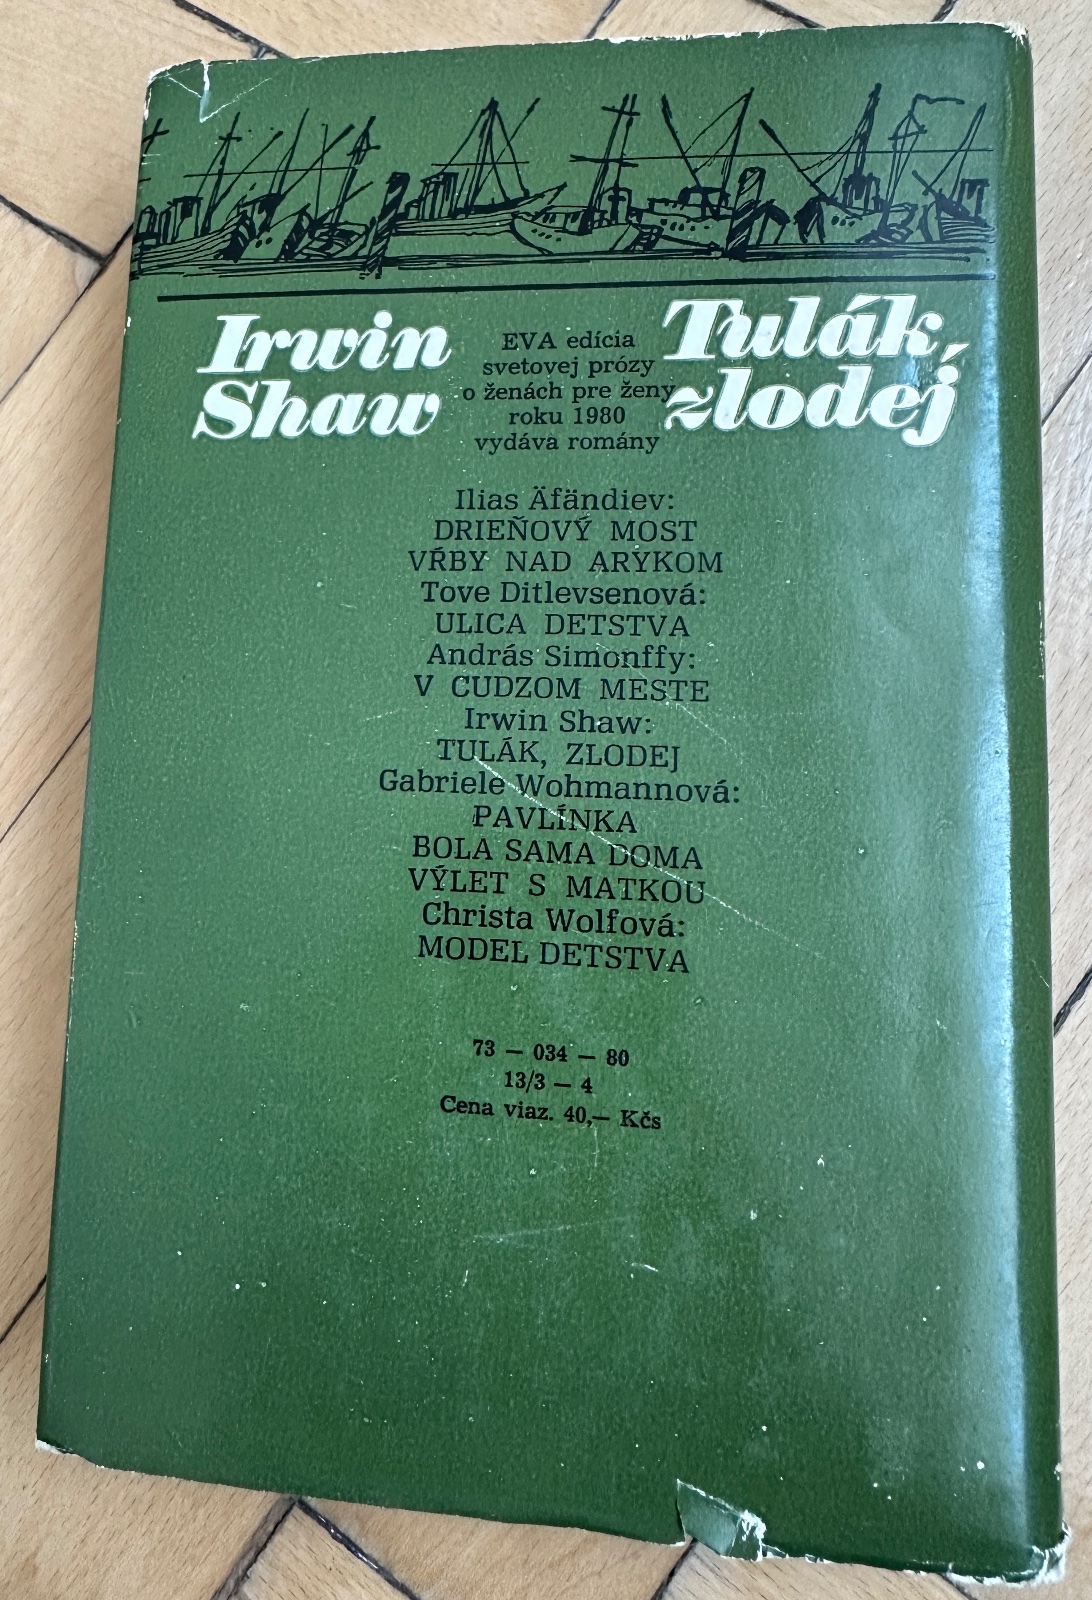 Irwin
Shaw
EVA edícia
svetovej prózy
o ženách pre ženy
roku 1980
vydáva romány
Tulák,
zlodej
Ilias Äfändiev:
DRIEŇOVÝ MOST
VŔBY NAD ARYKOM
Tove Ditlevsenová:
ULICA DETSTVA
András Simonffy:
V CUDZOM MESTE
Irwin Shaw:
TULÁK, ZLODEJ
Gabriele Wohmannová:
PAVLÍNKA
BOLA SAMA DOMA
VÝLET S MATKOU
Christa Wolfová:
MODEL DETSTVA
73 — 034 — 80
13/3 — 4
Cena viaz. 40,— Kčs